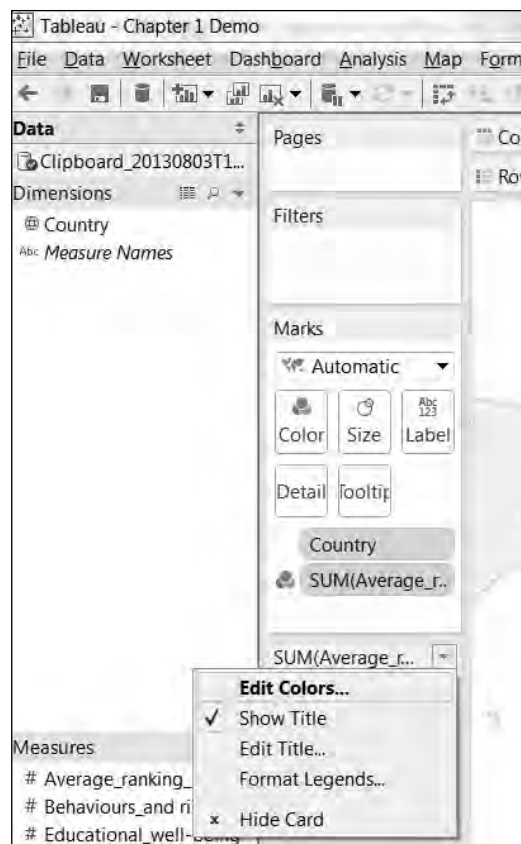 Tableau - Chapter 1 Demo
File Data Worksheet Dashboard Analysis Map Form
Data
Clipboard_20130803T1...
Dimensions
Country
Abc Measure Names
Pages
Co
Ro
Filters
Marks
Automatic
Color
Size
Abc
123
Label
Detail
Tooltip
Country
SUM(Average_r..
SUM(Average_r...
Edit Colors...
✓ Show Title
Edit Title...
Format Legends...
× Hide Card
Measures
# Average_ranking_
# Behaviours_and ri
# Educational_well-being